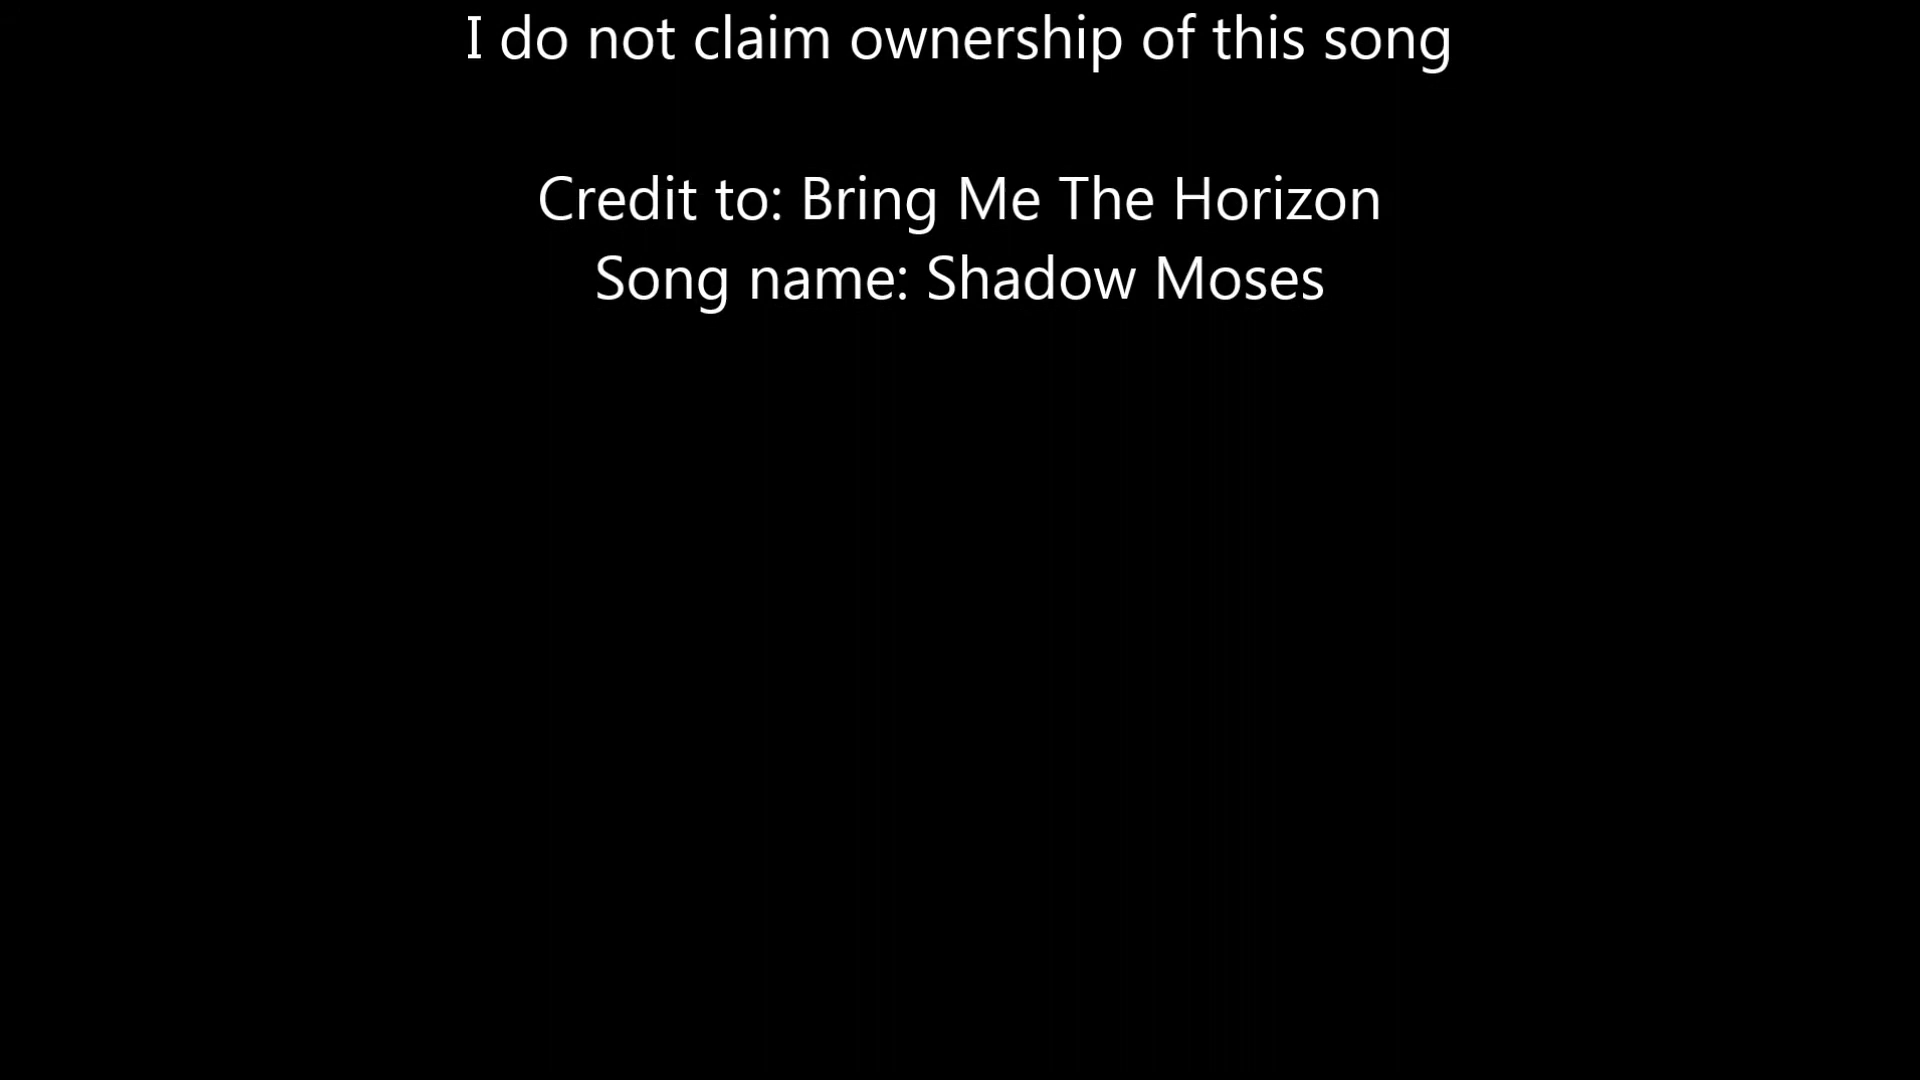 I do not claim ownership of this song
Credit to: Bring Me The Horizon
Song name: Shadow Moses